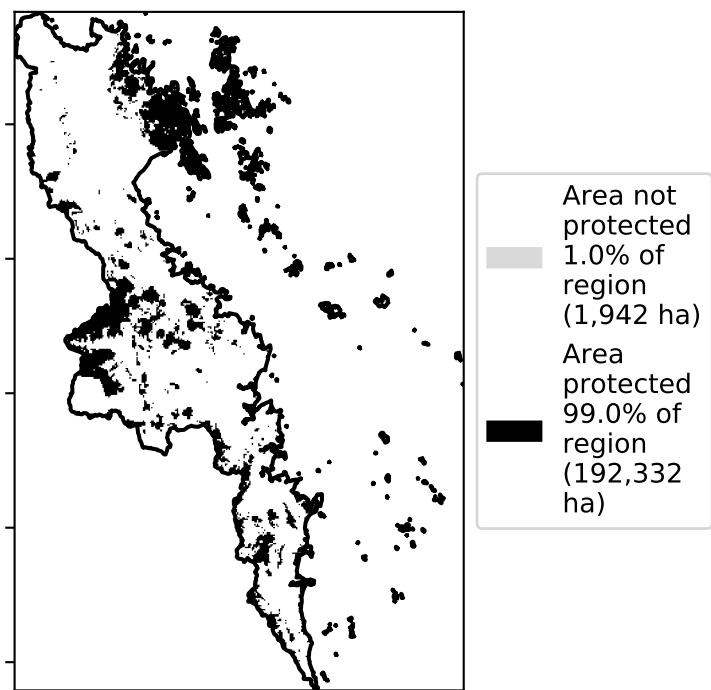 Area not
protected
1.0% of
region
(1,942 ha)
Area
protected
99.0% of
region
(192,332
ha)